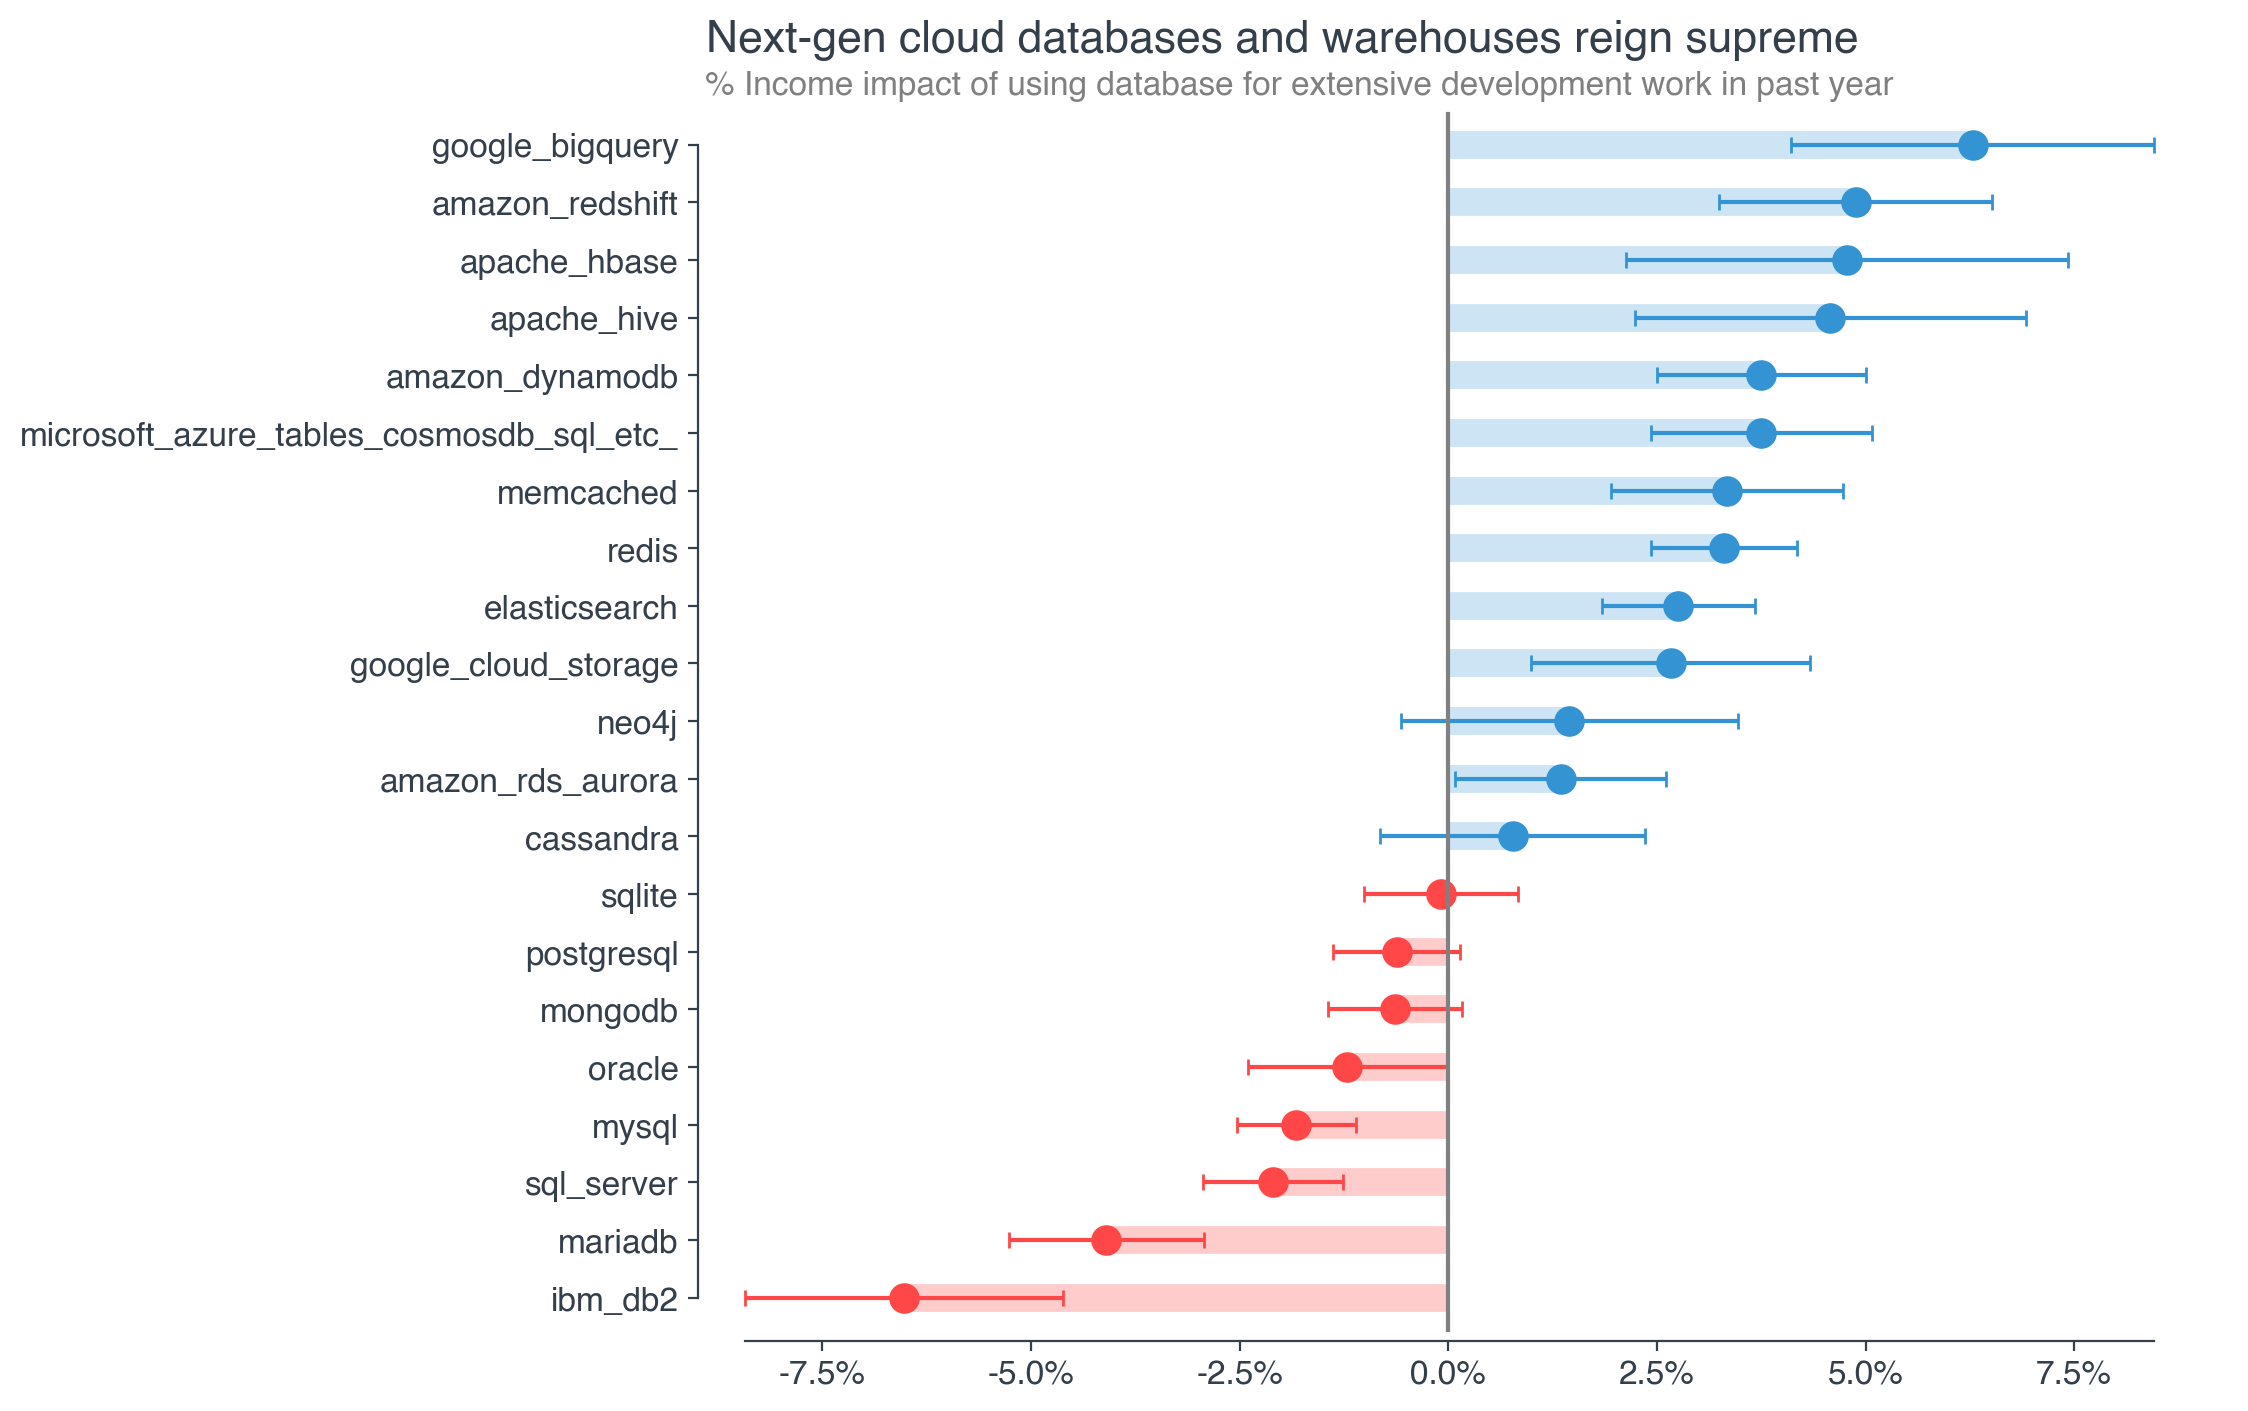 Next-gen cloud databases and warehouses reign supreme
% Income impact of using database for extensive development work in past year
google_bigquery
amazon_redshift
apache_hbase
apache_hive
amazon_dynamodb
microsoft_azure_tables_cosmosdb_sql_etc_
memcached
redis
elasticsearch
google_cloud_storage
neo4j
amazon_rds_aurora
cassandra
sqlite
postgresql
mongodb
oracle
mysql
sql_server
mariadb
ibm_db2
-7.5% -5.0% -2.5% 0.0% 2.5% 5.0% 7.5%